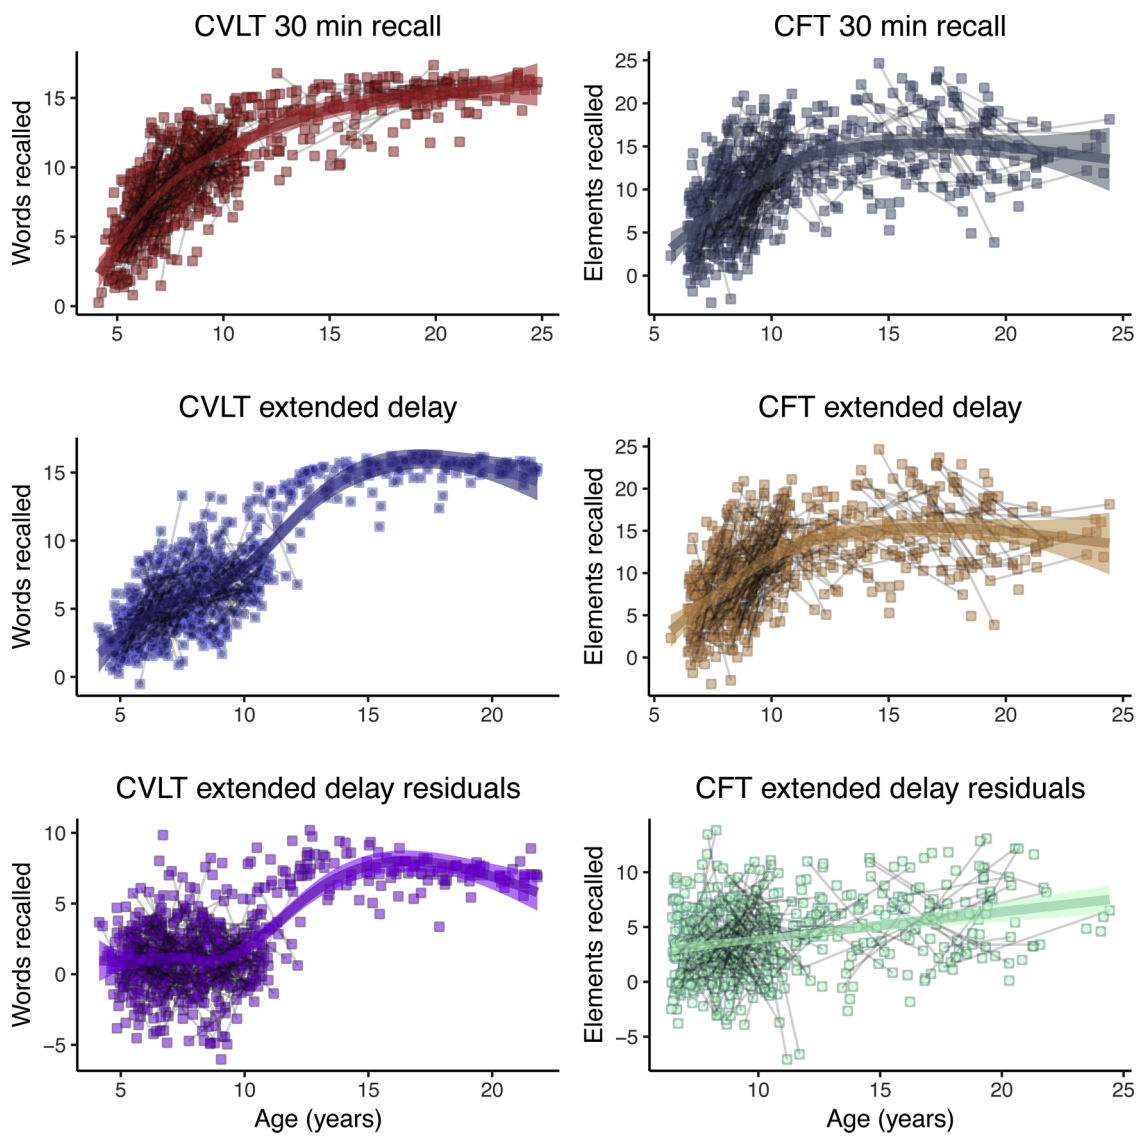 CVLT 30 min recall
CFT 30 min recall
Words recalled
15
10
5
0
5 10 15 20 25
Elements recalled
25
20
15
10
5
0
5 10 15 20 25
CVLT extended delay
CFT extended delay
Words recalled
15
10
5
0
5 10 15 20
Elements recalled
25
20
15
10
5
0
5 10 15 20 25
CVLT extended delay residuals
CFT extended delay residuals
Words recalled
10
5
0
−5
5 10 15 20
Age (years)
Elements recalled
10
5
0
−5
10 15 20 25
Age (years)